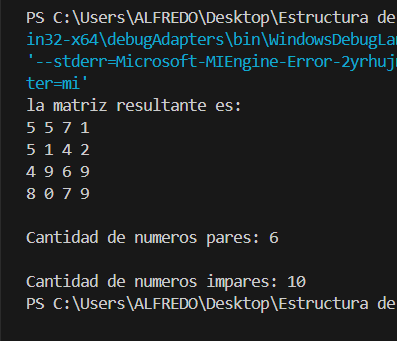 PS C:\Users\ALFREDO\Desktop\Estructura de
in32-x64\debugAdapters\bin\WindowsDebugLau
'--stderr=Microsoft-MIEngine-Error-2yrhujn
ter=mi'
la matriz resultante es:
5 5 7 1
5 1 4 2
4 9 6 9
8 0 7 9
Cantidad de numeros pares: 6
Cantidad de numeros impares: 10
PS C:\Users\ALFREDO\Desktop\Estructura de